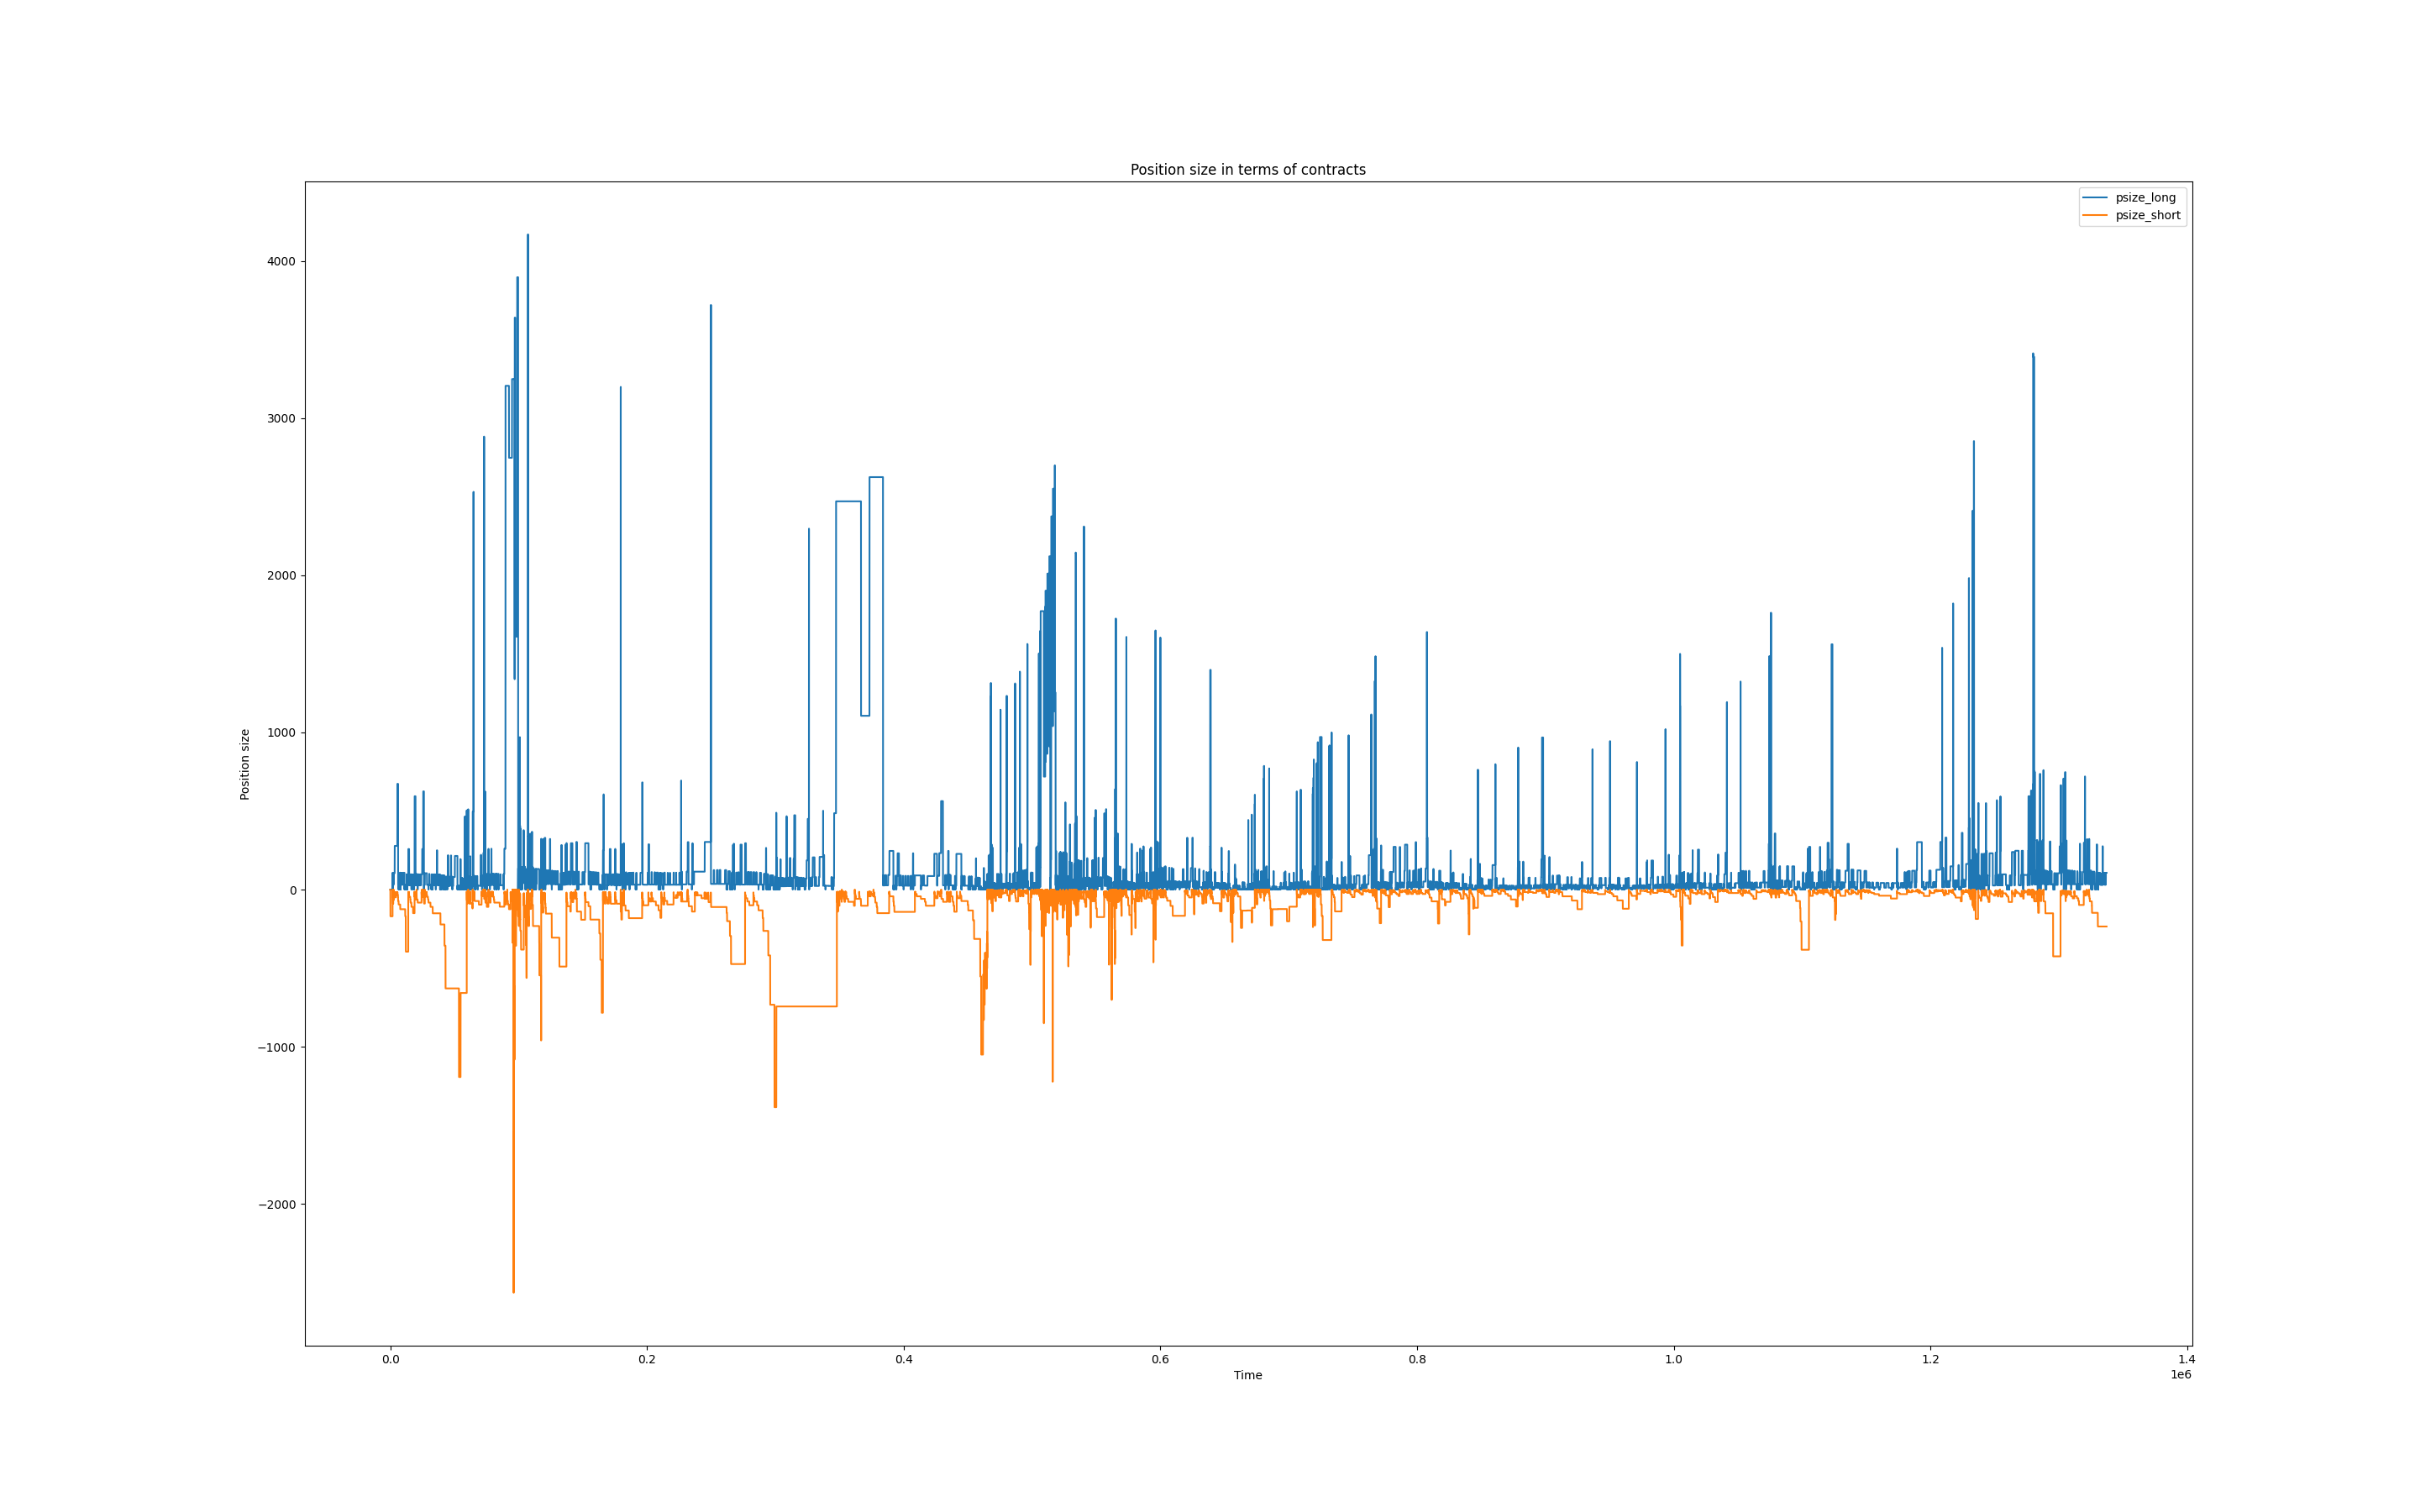 Position size in terms of contracts
psize_long
psize_short
Position size
4000
3000
2000
1000
0
−1000
−2000
0.0 0.2 0.4 0.6 0.8 1.0 1.2 1.4
Time
1e6